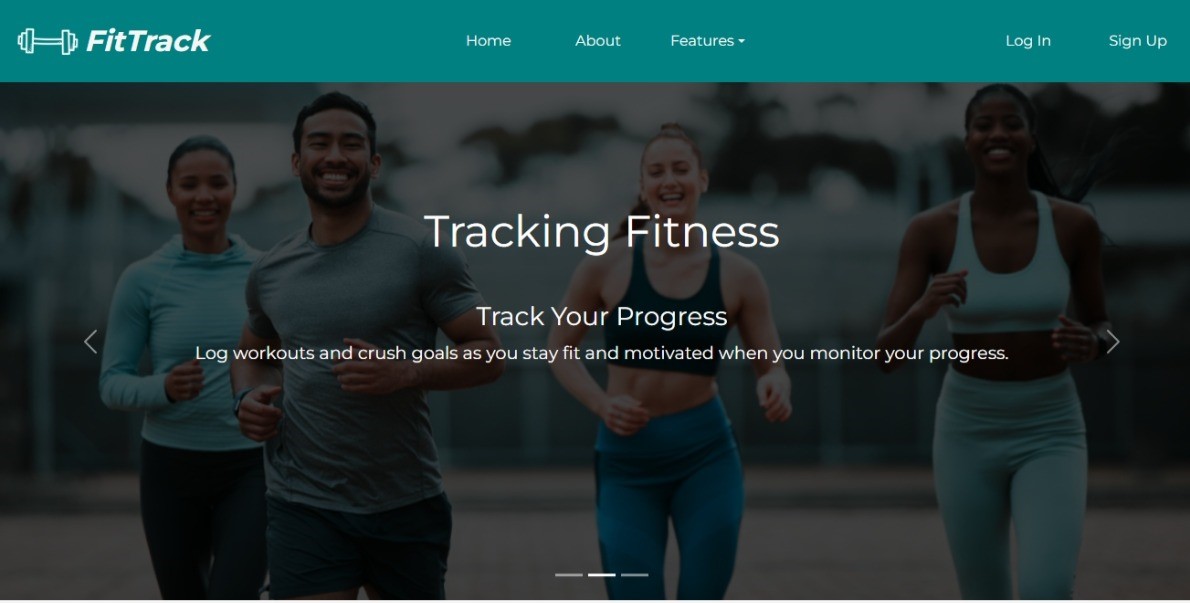 FitTrack
Home About Features
Log In Sign Up
Tracking Fitness
Track Your Progress
Log workouts and crush goals as you stay fit and motivated when you monitor your progress.